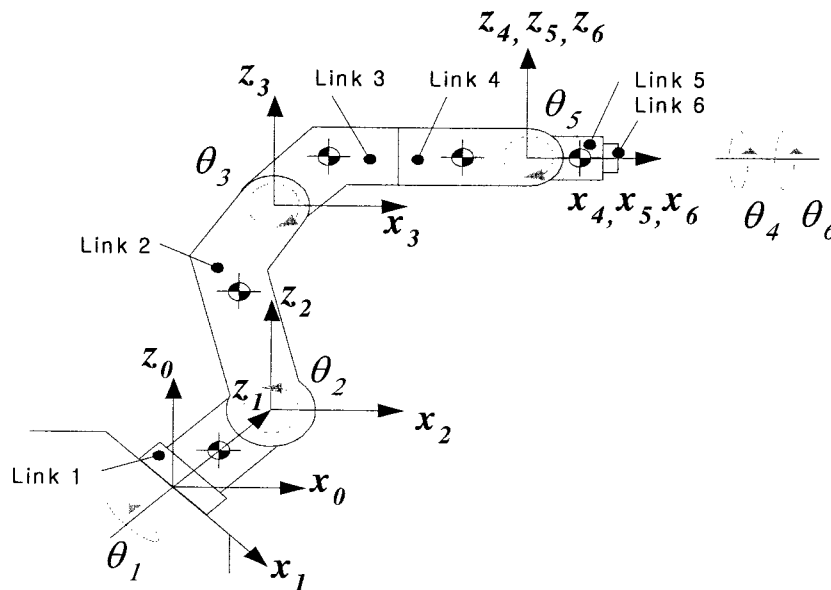 z4, z5, z6
z3
Link 3
Link 4
θ5
Link 5
Link 6
θ3
x3
x4, x5, x6
θ4
θ6
Link 2
z2
z0
z1
θ2
x2
Link 1
x0
θ1
x1